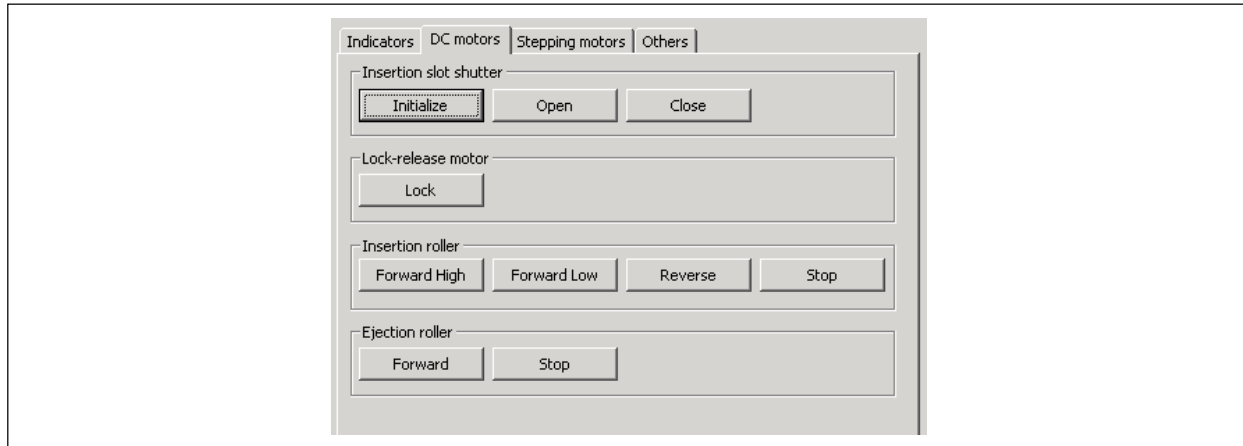 Indicators DC motors Stepping motors Others
Insertion slot shutter
Initialize Open Close
Lock-release motor
Lock
Insertion roller
Forward High Forward Low Reverse Stop
Ejection roller
Forward Stop